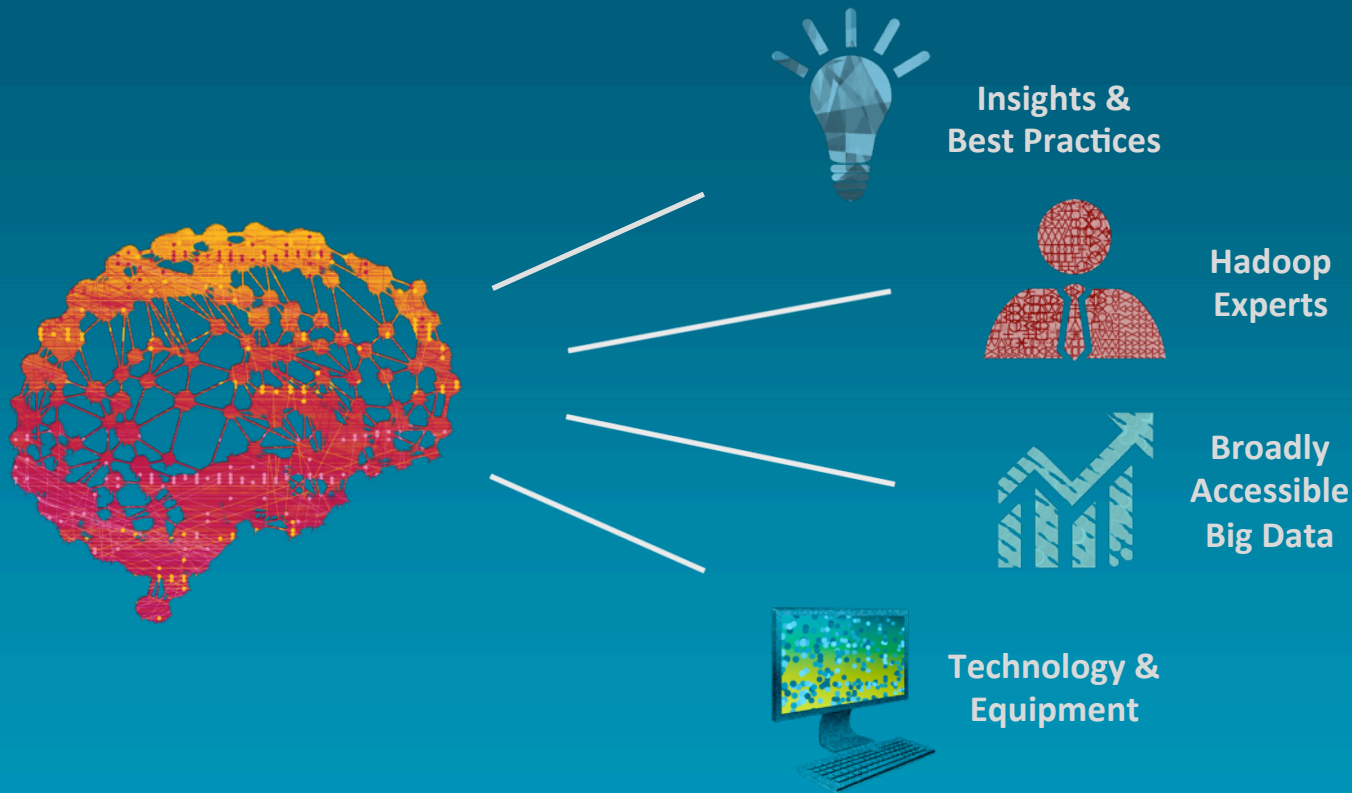 Insights &
Best Practices
Hadoop
Experts
Broadly
Accessible
Big Data
Technology &
Equipment